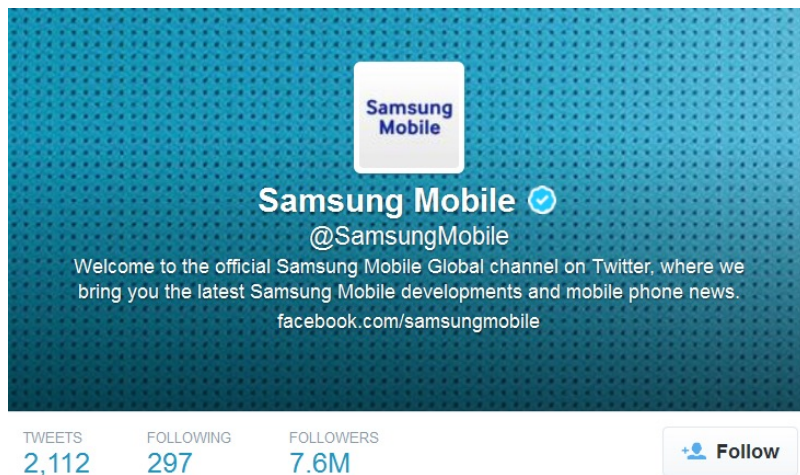 Samsung
Mobile
Samsung Mobile
@SamsungMobile
Welcome to the official Samsung Mobile Global channel on Twitter, where we
bring you the latest Samsung Mobile developments and mobile phone news.
facebook.com/samsungmobile
TWEETS FOLLOWING FOLLOWERS
2,112 297 7.6M
Follow